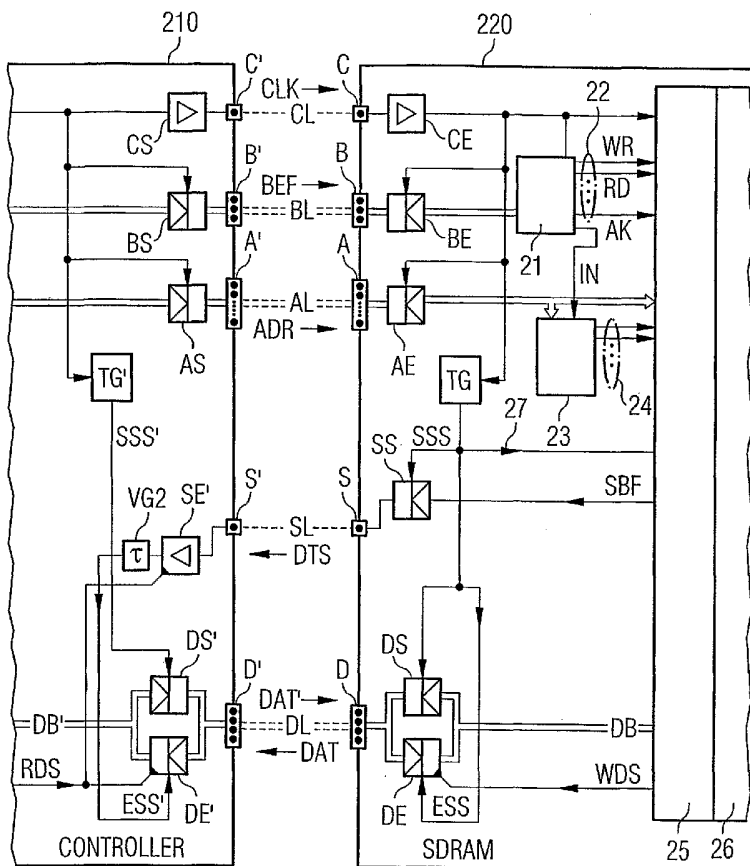 210
220
C'
CLK
C
CL
CS
CE
22
WR
RD
AK
B'
BEF
B
BL
BS
BE
21
A'
A
IN
AL
ADR
AS
AE
TG'
TG
23
24
SSS'
SSS
27
SS
SBF
VG2
SE'
S'
S
SL
DTS
τ
DS'
DS
D'
DAT'
D
DB'
DL
DB
DAT
RDS
WDS
ESS'
DE'
DE
ESS
CONTROLLER
SDRAM
25
26